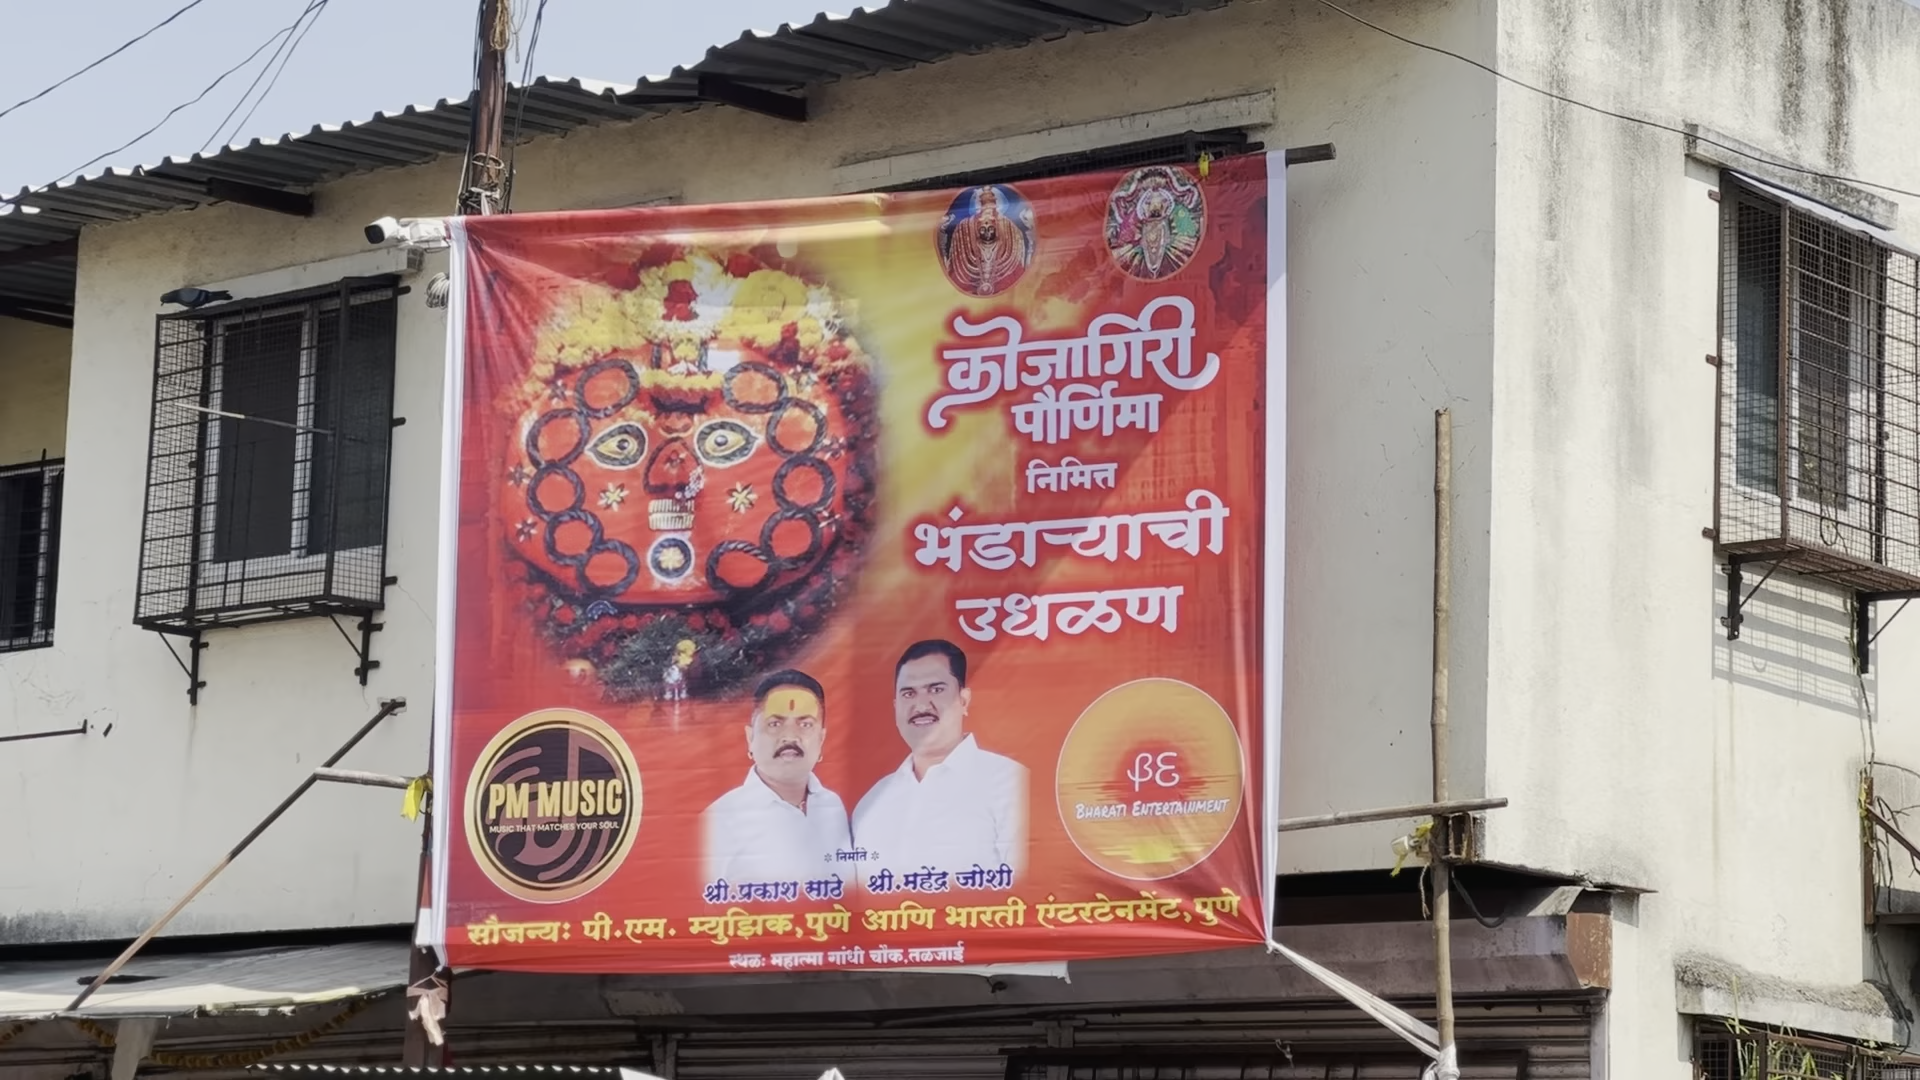 कोजागिरी
पौर्णिमा
निमित्त
भंडाऱ्याची
उधळण
PM MUSIC
MUSIC THAT MATCHES YOUR SOUL
βε
BHARATI ENTERTAINMENT
निर्माते
श्री.प्रकाश साठे श्री.महेंद्र जोशी
सौजन्यः पी.एम. म्युझिक,पुणे आणि भारती एंटरटेनमेंट,पुणे
स्थळः महात्मा गांधी चौक,तळजाई